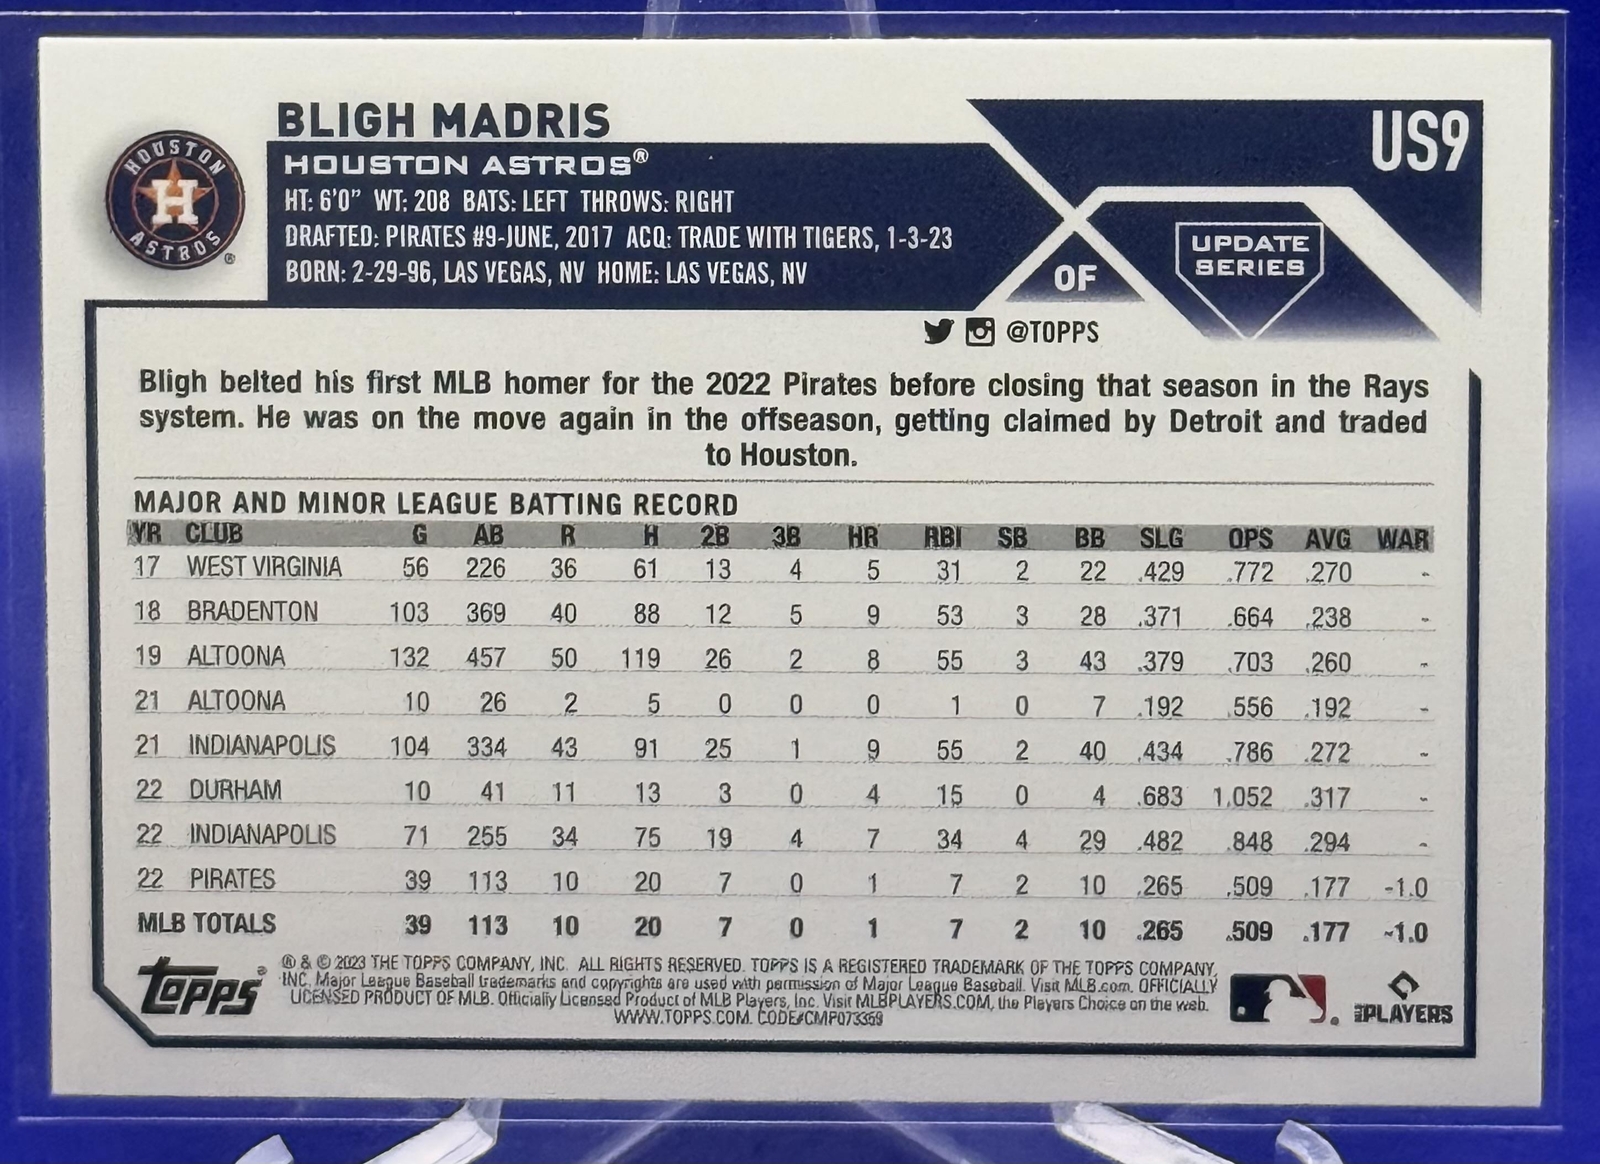 BLIGH MADRIS
US9
HOUSTON ASTROS
HOUSTON ASTROS®
HT: 6'0" WT: 208 BATS: LEFT THROWS: RIGHT
DRAFTED: PIRATES #9-JUNE, 2017 ACQ: TRADE WITH TIGERS, 1-3-23
BORN: 2-29-96, LAS VEGAS, NV HOME: LAS VEGAS, NV
OF
UPDATE
SERIES
@TOPPS
Bligh belted his first MLB homer for the 2022 Pirates before closing that season in the Rays
system. He was on the move again in the offseason, getting claimed by Detroit and traded
to Houston.
MAJOR AND MINOR LEAGUE BATTING RECORD
YR CLUB G AB R H 2B 3B HR RBI SB BB SLG OPS AVG WAR
17 WEST VIRGINIA 56 226 36 61 13 4 5 31 2 22 .429 .772 .270 -
18 BRADENTON 103 369 40 88 12 5 9 53 3 28 .371 .664 .238 -
19 ALTOONA 132 457 50 119 26 2 8 55 3 43 .379 .703 .260 -
21 ALTOONA 10 26 2 5 0 0 0 1 0 7 .192 .556 .192 -
21 INDIANAPOLIS 104 334 43 91 25 1 9 55 2 40 .434 .786 .272 -
22 DURHAM 10 41 11 13 3 0 4 15 0 4 .683 1.052 .317 -
22 INDIANAPOLIS 71 255 34 75 19 4 7 34 4 29 .482 .848 .294 -
22 PIRATES 39 113 10 20 7 0 1 7 2 10 .265 .509 .177 -1.0
MLB TOTALS 39 113 10 20 7 0 1 7 2 10 .265 .509 .177 -1.0
topps®
® & © 2023 THE TOPPS COMPANY, INC. ALL RIGHTS RESERVED. TOPPS IS A REGISTERED TRADEMARK OF THE TOPPS COMPANY,
INC. Major League Baseball trademarks and copyrights are used with permission of Major League Baseball. Visit MLB.com. OFFICIALLY
LICENSED PRODUCT OF MLB. Officially Licensed Product of MLB Players, Inc. Visit MLBPLAYERS.COM, the Players Choice on the web.
WWW.TOPPS.COM. CODE#CMP073359
PLAYERS